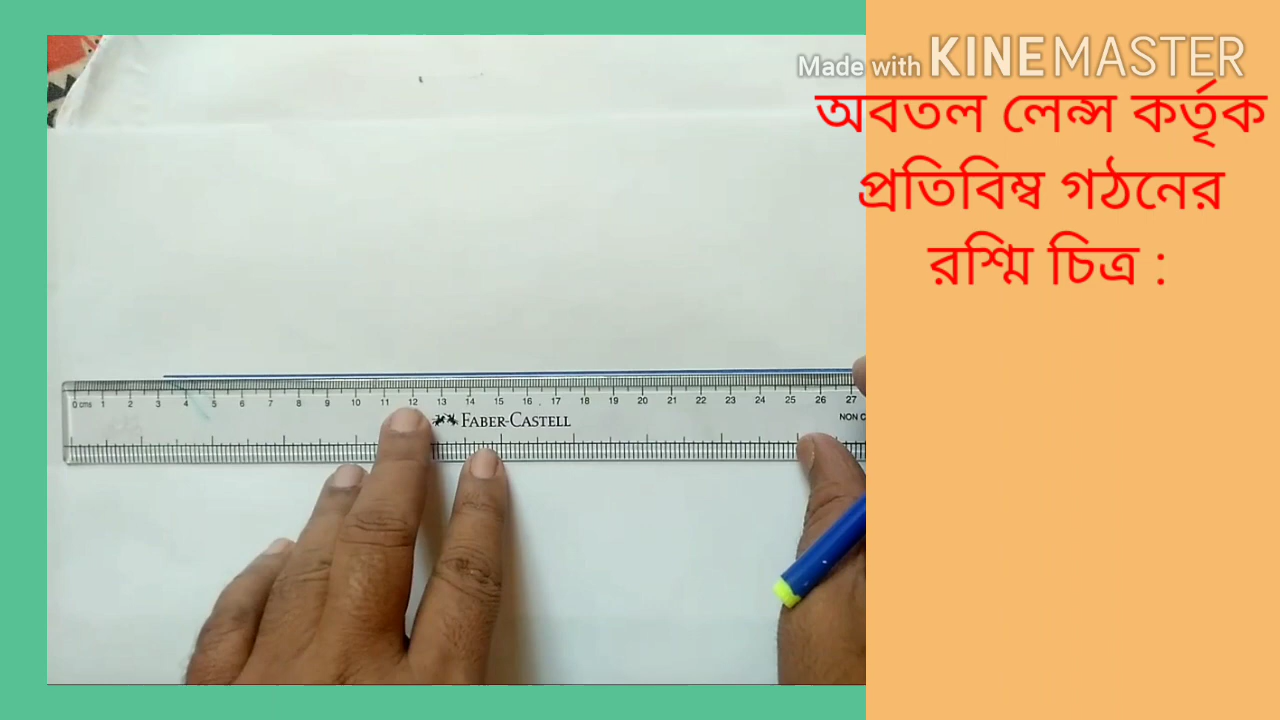 Made with KINEMASTER
অবতল লেন্স কর্তৃক
প্রতিবিম্ব গঠনের
রশ্মি চিত্র :
0 cms 1 2 3 4 5 6 7 8 9 10 11 12 13 14 15 16 17 18 19 20 21 22 23 24 25 26 27
FABER-CASTELL